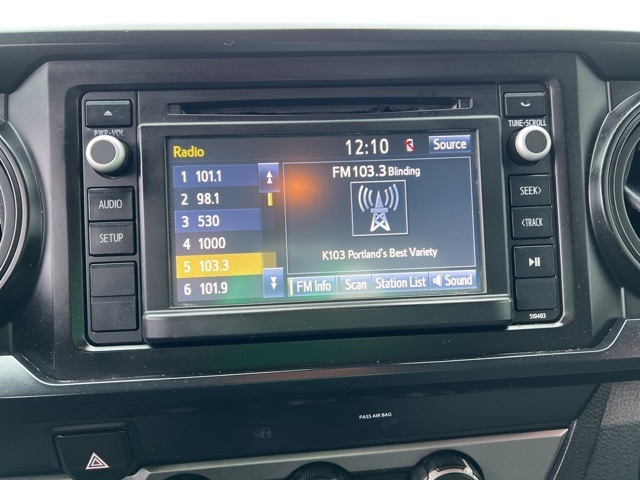 PWR·VOL
TUNE·SCROLL
Radio 12:10 Source
FM103.3 Blinding
1 101.1
2 98.1
3 530
4 1000
5 103.3
6 101.9
K103 Portland's Best Variety
FM Info Scan Station List Sound
AUDIO
SETUP
SEEK>
<TRACK
510403
PASS AIR BAG